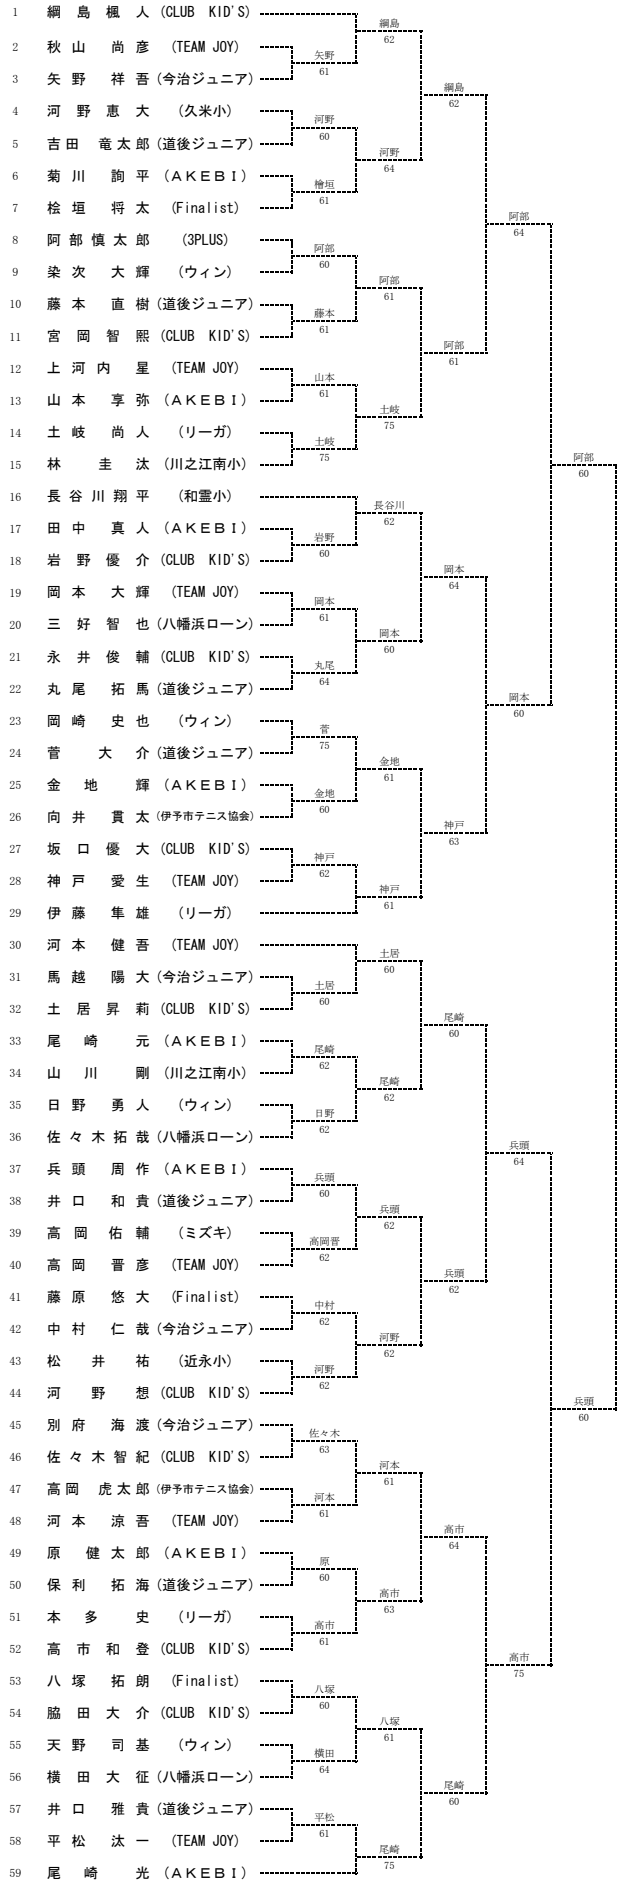 1 綱島楓人 (CLUB KID'S)
綱島
2 秋山尚彦 (TEAM JOY)
62
矢野
3 矢野祥吾 (今治ジュニア)
61
綱島
4 河野恵大 (久米小)
62
河野
5 吉田竜太郎 (道後ジュニア)
60
河野
6 菊川詢平 (AKEBI)
64
檜垣
7 桧垣将太 (Finalist)
61
阿部
8 阿部慎太郎 (3PLUS)
64
阿部
9 染次大輝 (ウィン)
60
阿部
10 藤本直樹 (道後ジュニア)
61
藤本
11 宮岡智熙 (CLUB KID'S)
61
阿部
12 上河内星 (TEAM JOY)
61
山本
13 山本享弥 (AKEBI)
61
土岐
14 土岐尚人 (リーガ)
75
土岐
15 林圭汰 (川之江南小)
75
阿部
60
16 長谷川翔平 (和霊小)
長谷川
17 田中真人 (AKEBI)
62
岩野
18 岩野優介 (CLUB KID'S)
60
岡本
19 岡本大輝 (TEAM JOY)
64
岡本
20 三好智也 (八幡浜ローン)
61
岡本
21 永井俊輔 (CLUB KID'S)
60
丸尾
22 丸尾拓馬 (道後ジュニア)
64
岡本
23 岡崎史也 (ウィン)
60
菅
24 菅大介 (道後ジュニア)
75
金地
25 金地輝 (AKEBI)
61
金地
26 向井貫太 (伊予市テニス協会)
60
神戸
27 坂口優大 (CLUB KID'S)
63
神戸
28 神戸愛生 (TEAM JOY)
62
神戸
29 伊藤隼雄 (リーガ)
61
30 河本健吾 (TEAM JOY)
土居
31 馬越陽大 (今治ジュニア)
60
土居
32 土居昇莉 (CLUB KID'S)
60
尾崎
33 尾崎元 (AKEBI)
60
尾崎
34 山川剛 (川之江南小)
62
尾崎
35 日野勇人 (ウィン)
62
日野
36 佐々木拓哉 (八幡浜ローン)
62
兵頭
37 兵頭周作 (AKEBI)
64
兵頭
38 井口和貴 (道後ジュニア)
60
兵頭
39 高岡佑輔 (ミズキ)
62
高岡晋
40 高岡晋彦 (TEAM JOY)
62
兵頭
41 藤原悠大 (Finalist)
62
中村
42 中村仁哉 (今治ジュニア)
62
河野
43 松井祐 (近永小)
62
河野
44 河野想 (CLUB KID'S)
62
兵頭
60
45 別府海渡 (今治ジュニア)
佐々木
46 佐々木智紀 (CLUB KID'S)
63
河本
47 高岡虎太郎 (伊予市テニス協会)
61
河本
48 河本涼吾 (TEAM JOY)
61
高市
49 原健太郎 (AKEBI)
64
原
50 保利拓海 (道後ジュニア)
60
高市
51 本多史 (リーガ)
63
高市
52 高市和登 (CLUB KID'S)
61
高市
53 八塚拓朗 (Finalist)
75
八塚
54 脇田大介 (CLUB KID'S)
60
八塚
55 天野司基 (ウィン)
61
横田
56 横田大征 (八幡浜ローン)
64
尾崎
57 井口雅貴 (道後ジュニア)
60
平松
58 平松汰一 (TEAM JOY)
61
尾崎
59 尾崎光 (AKEBI)
75